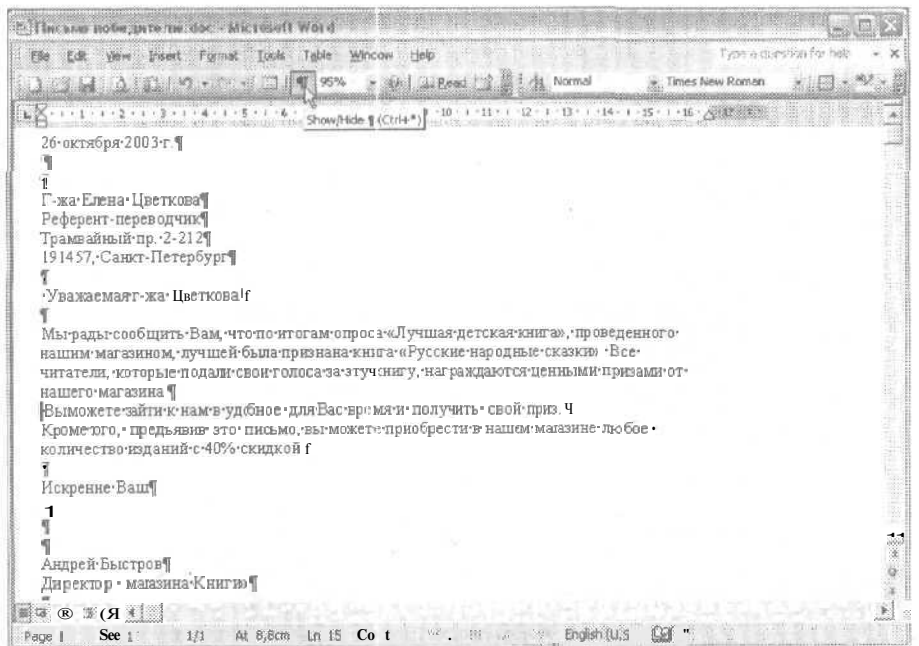 Письмо победителю.doc - Microsoft Word
File Edit View Insert Format Tools Table Window Help Type a question for help
¶ 95% Read Normal Times New Roman
Show/Hide ¶ (Ctrl+*)
26·октября·2003·г.¶
¶
1
Г-жа·Елена·Цветкова¶
Референт-переводчик¶
Трамвайный·пр.·2-212¶
191457,·Санкт-Петербург¶
¶
·Уважаемая·г-жа·Цветкова!f
¶
Мы·рады·сообщить·Вам,·что·по·итогам·опроса·«Лучшая·детская·книга»,·проведенного·
нашим·магазином,·лучшей·была·признана·книга·«Русские·народные·сказки»·Все·
читатели,·которые·подали·свои·голоса·за·эту·книгу,·награждаются·ценными·призами·от·
нашего·магазина ¶
Вы·можете·зайти·к·нам·в·удобное·для·Вас·время·и·получить·свой·приз. Ч
Кроме·того,·предъявив·это·письмо,·вы·можете·приобрести·в·нашем·магазине·любое·
количество·изданий·с·40%·скидкой f
¶
Искренне·Ваш¶
1
¶
¶
Андрей·Быстров¶
Директор·магазина·Книги»¶
® (Я
Page 1 See 1 1/1 At 8,8cm Ln 15 Co t English (U,S